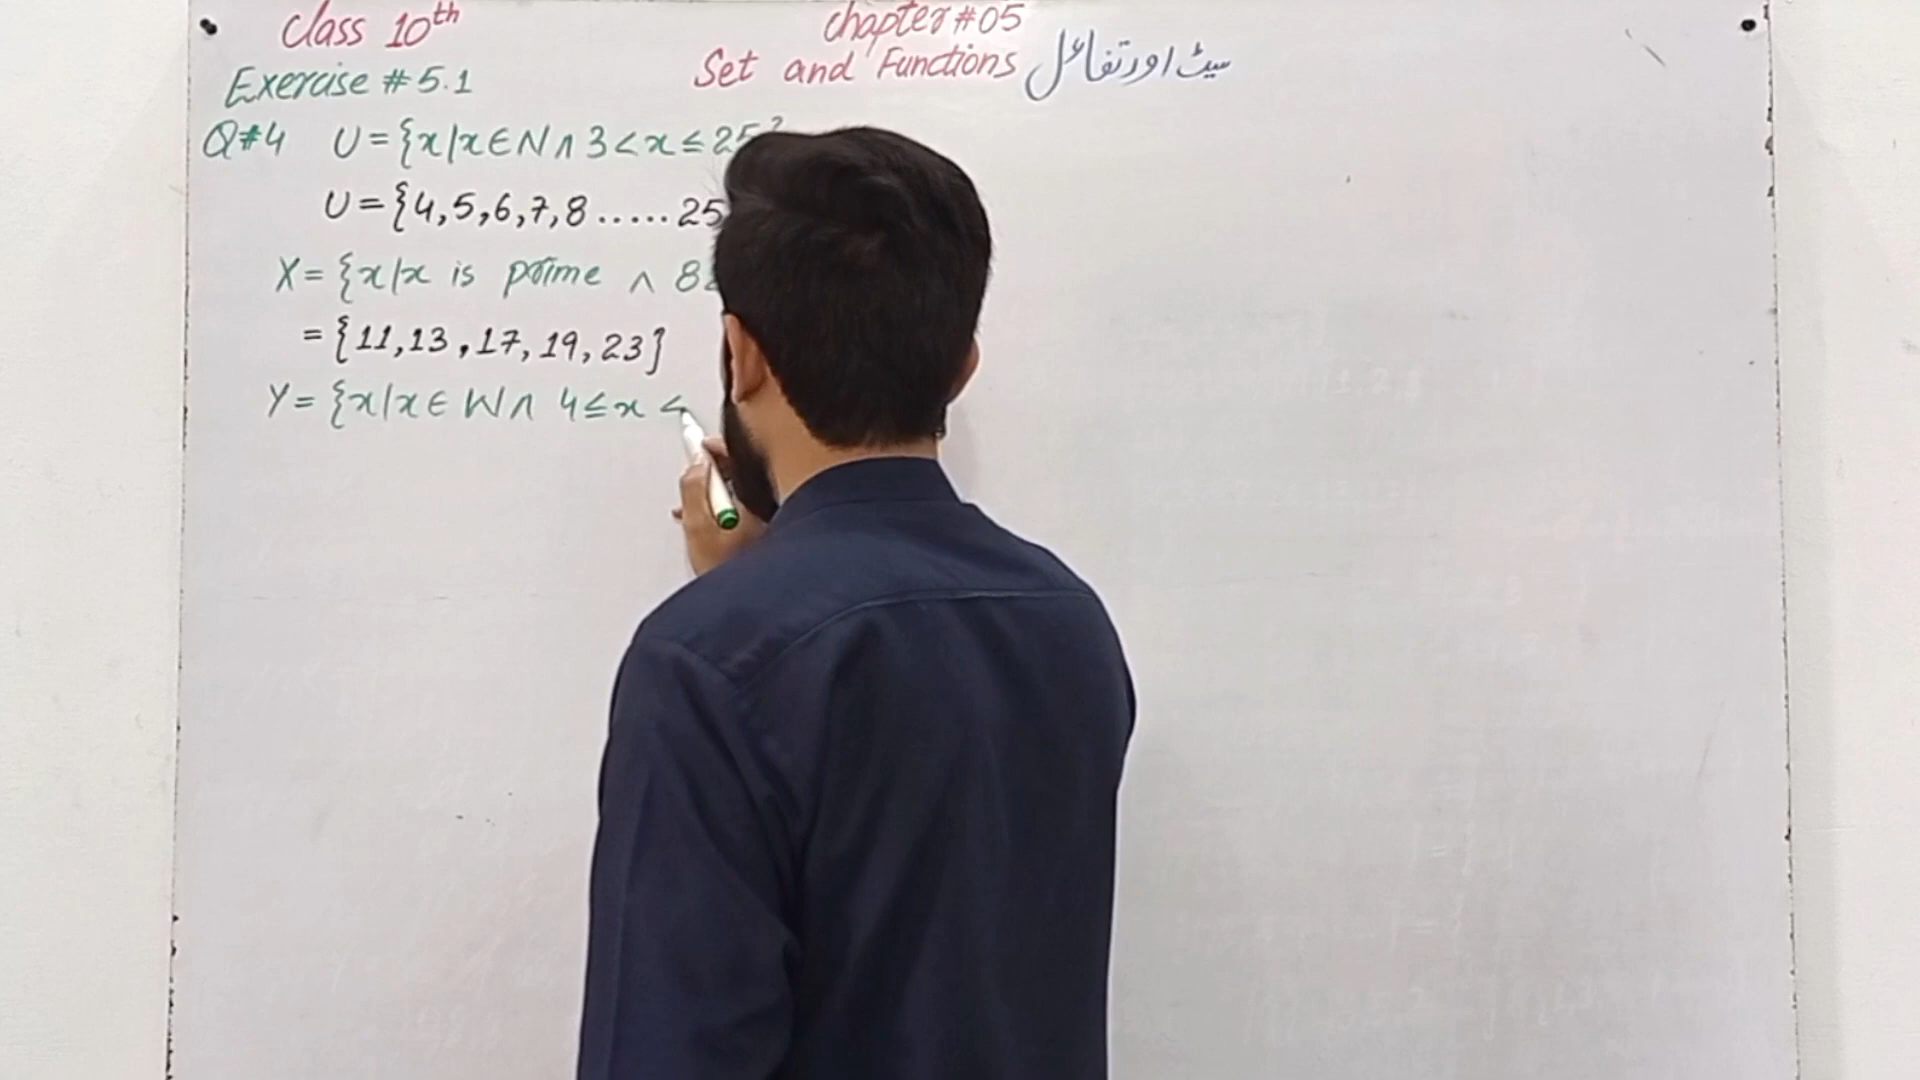 Class 10th
Chapter #05
Exercise #5.1
Set and Functions سیٹ اور تفاعل
Q#4 U={x/x∈N∧3<x≤25}
U={4,5,6,7,8.....25
X={x/x is prime ∧ 8
={11,13,17,19,23}
Y={x/x∈W∧ 4≤x